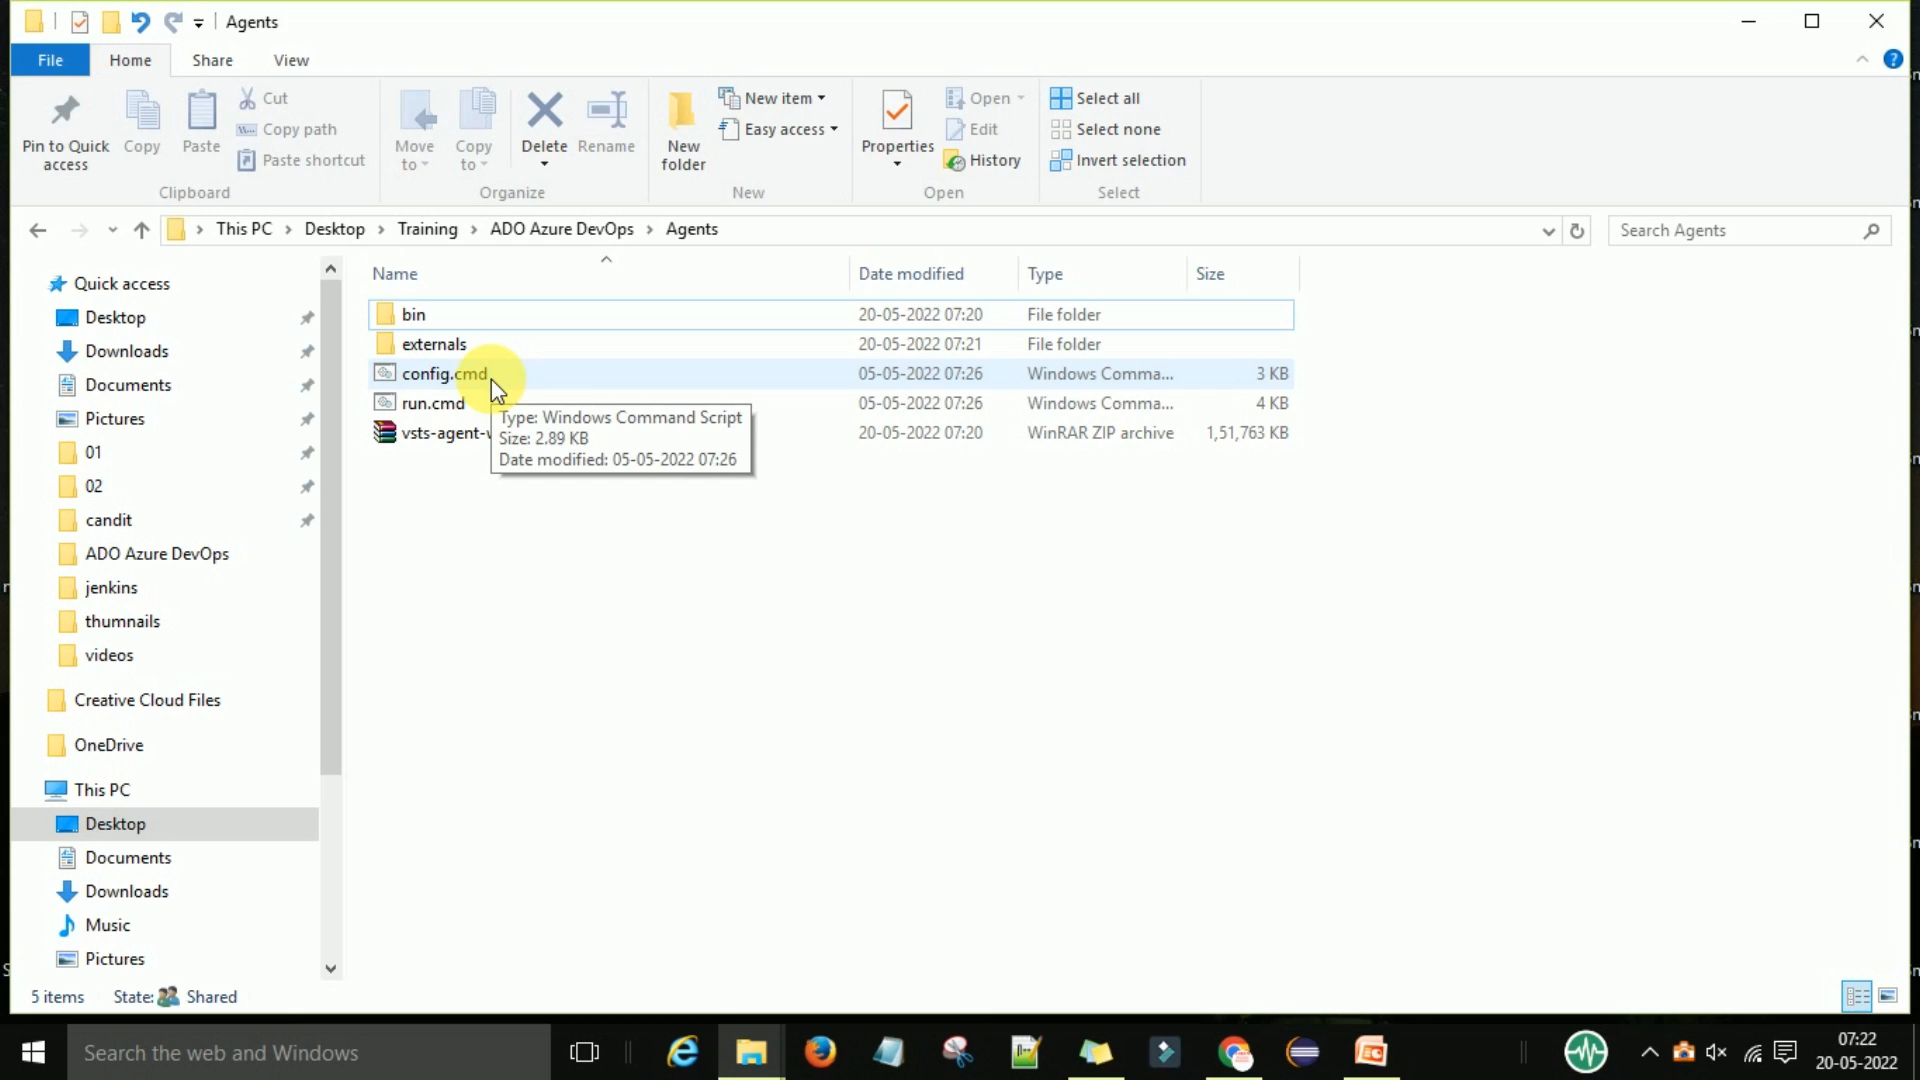 Agents
File Home Share View
Pin to Quick access
Copy
Paste
Cut
Copy path
Paste shortcut
Clipboard
Move to
Copy to
Delete
Rename
Organize
New folder
New item
Easy access
New
Properties
Open
Edit
History
Open
Select all
Select none
Invert selection
Select
This PC > Desktop > Training > ADO Azure DevOps > Agents
Search Agents
Quick access
Desktop
Downloads
Documents
Pictures
01
02
candit
ADO Azure DevOps
jenkins
thumnails
videos
Creative Cloud Files
OneDrive
This PC
Desktop
Documents
Downloads
Music
Pictures
Name Date modified Type Size
bin 20-05-2022 07:20 File folder
externals 20-05-2022 07:21 File folder
config.cmd 05-05-2022 07:26 Windows Comma... 3 KB
run.cmd 05-05-2022 07:26 Windows Comma... 4 KB
vsts-agent- 20-05-2022 07:20 WinRAR ZIP archive 1,51,763 KB
Type: Windows Command Script
Size: 2.89 KB
Date modified: 05-05-2022 07:26
5 items State: Shared
Search the web and Windows
07:22
20-05-2022